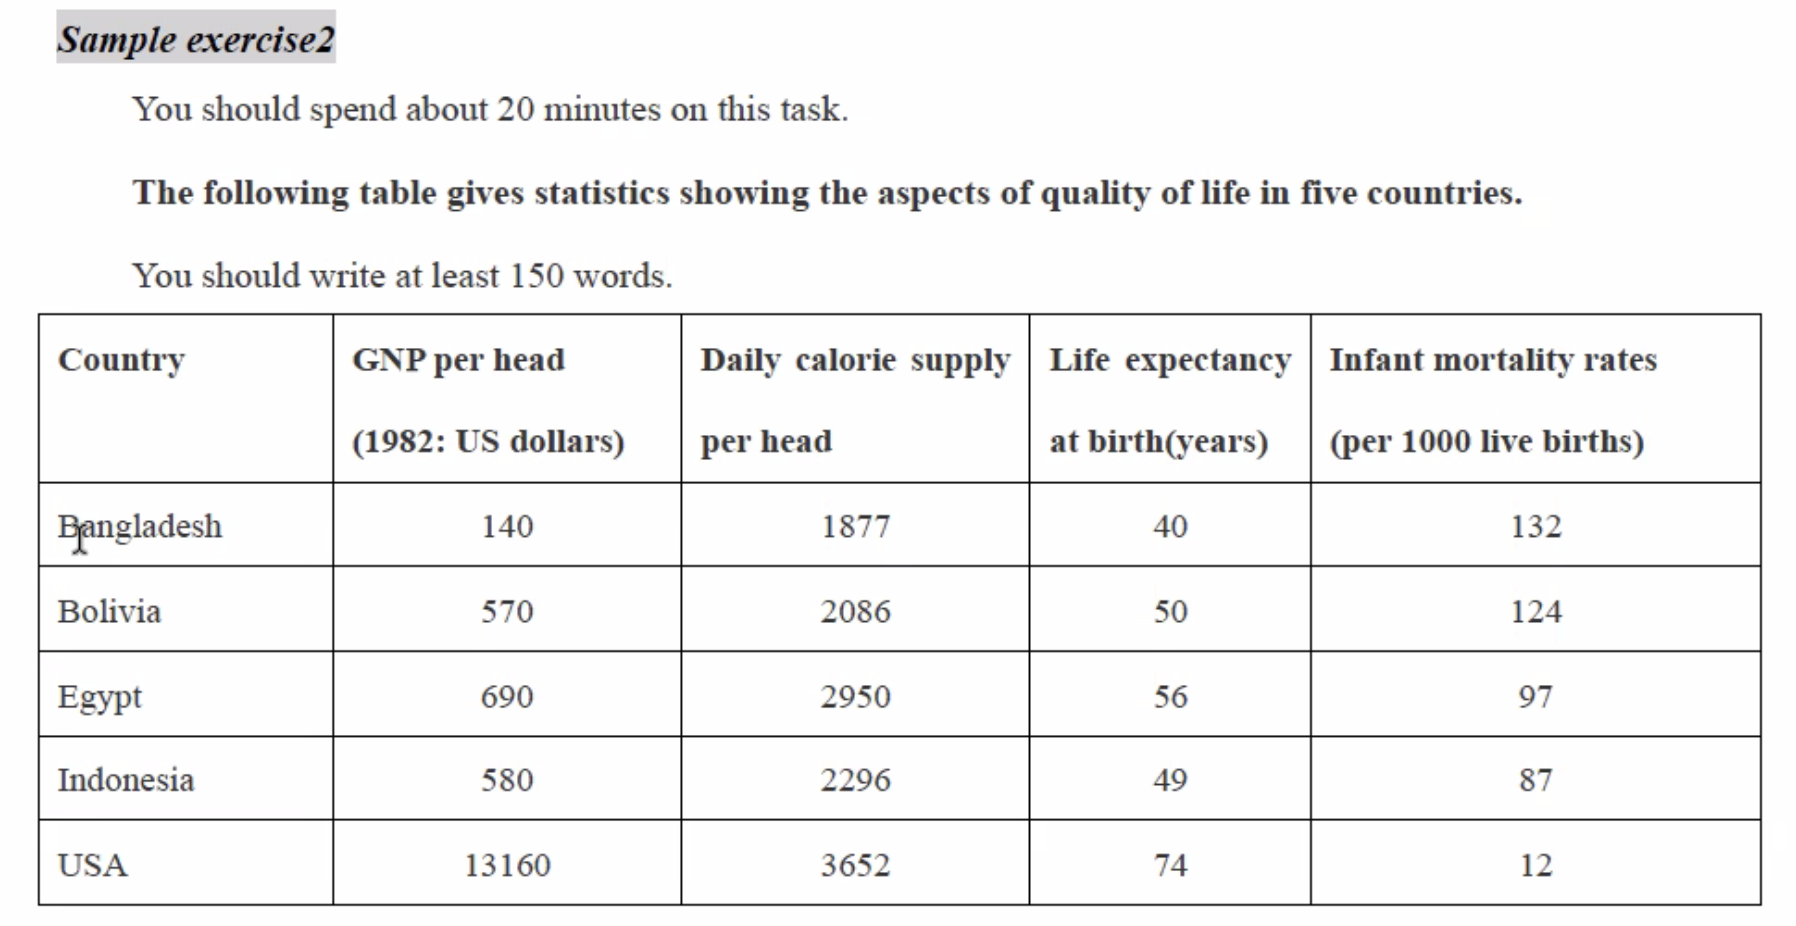 Sample exercise2
You should spend about 20 minutes on this task.
The following table gives statistics showing the aspects of quality of life in five countries.
You should write at least 150 words.
Country GNP per head Daily calorie supply Life expectancy Infant mortality rates
(1982: US dollars) per head at birth(years) (per 1000 live births)
Bangladesh 140 1877 40 132
Bolivia 570 2086 50 124
Egypt 690 2950 56 97
Indonesia 580 2296 49 87
USA 13160 3652 74 12